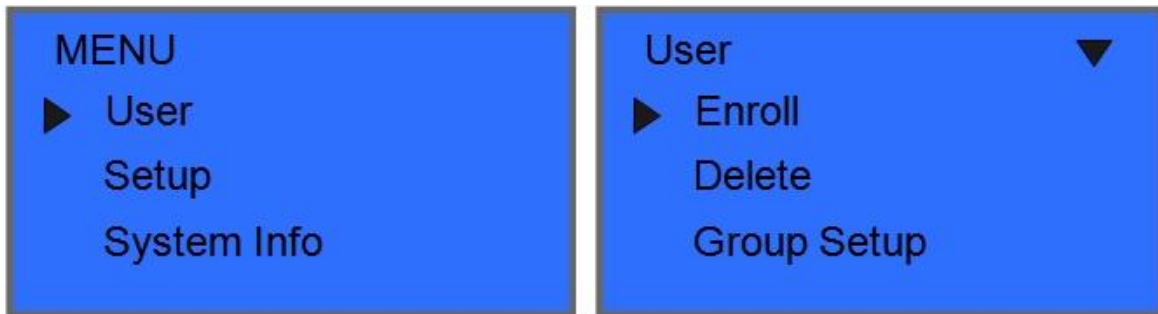 MENU
User
Setup
System Info
User
Enroll
Delete
Group Setup